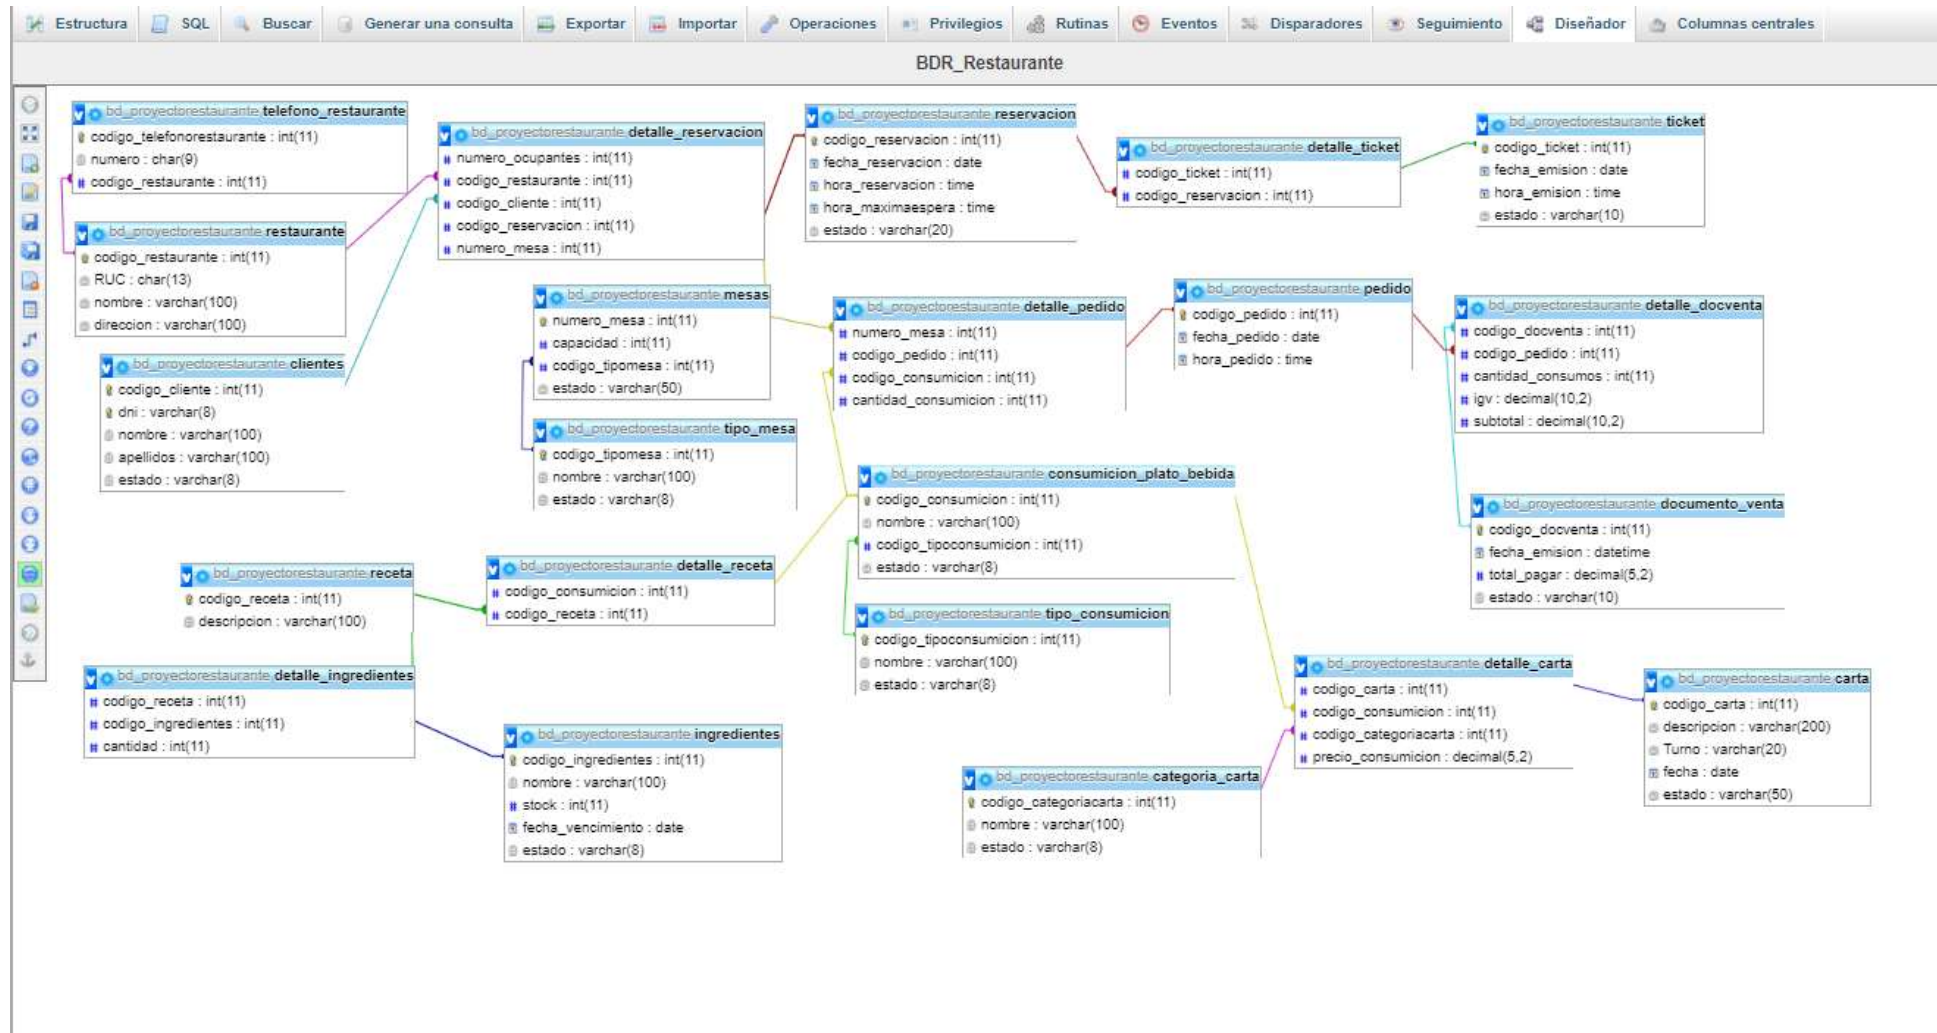 Estructura
SQL
Buscar
Generar una consulta
Exportar
Importar
Operaciones
Privilegios
Rutinas
Eventos
Disparadores
Seguimiento
Diseñador
Columnas centrales
BDR_Restaurante
bd_proyectorestaurante telefono_restaurante
codigo_telefonorestaurante : int(11)
numero : char(9)
codigo_restaurante : int(11)
bd_proyectorestaurante restaurante
codigo_restaurante : int(11)
RUC : char(13)
nombre : varchar(100)
direccion : varchar(100)
bd_proyectorestaurante clientes
codigo_cliente : int(11)
dni : varchar(8)
nombre : varchar(100)
apellidos : varchar(100)
estado : varchar(8)
bd_proyectorestaurante detalle_reservacion
numero_ocupantes : int(11)
codigo_restaurante : int(11)
codigo_cliente : int(11)
codigo_reservacion : int(11)
numero_mesa : int(11)
bd_proyectorestaurante mesas
numero_mesa : int(11)
capacidad : int(11)
codigo_tipomesa : int(11)
estado : varchar(50)
bd_proyectorestaurante tipo_mesa
codigo_tipomesa : int(11)
nombre : varchar(100)
estado : varchar(8)
bd_proyectorestaurante reservacion
codigo_reservacion : int(11)
fecha_reservacion : date
hora_reservacion : time
hora_maximaespera : time
estado : varchar(20)
bd_proyectorestaurante detalle_ticket
codigo_ticket : int(11)
codigo_reservacion : int(11)
bd_proyectorestaurante ticket
codigo_ticket : int(11)
fecha_emision : date
hora_emision : time
estado : varchar(10)
bd_proyectorestaurante detalle_pedido
numero_mesa : int(11)
codigo_pedido : int(11)
codigo_consumicion : int(11)
cantidad_consumicion : int(11)
bd_proyectorestaurante pedido
codigo_pedido : int(11)
fecha_pedido : date
hora_pedido : time
bd_proyectorestaurante detalle_docventa
codigo_docventa : int(11)
codigo_pedido : int(11)
cantidad_consumos : int(11)
igv : decimal(10,2)
subtotal : decimal(10,2)
bd_proyectorestaurante consumicion_plato_bebida
codigo_consumicion : int(11)
nombre : varchar(100)
codigo_tipoconsumicion : int(11)
estado : varchar(8)
bd_proyectorestaurante documento_venta
codigo_docventa : int(11)
fecha_emision : datetime
total_pagar : decimal(5,2)
estado : varchar(10)
bd_proyectorestaurante receta
codigo_receta : int(11)
descripcion : varchar(100)
bd_proyectorestaurante detalle_receta
codigo_consumicion : int(11)
codigo_receta : int(11)
bd_proyectorestaurante tipo_consumicion
codigo_tipoconsumicion : int(11)
nombre : varchar(100)
estado : varchar(8)
bd_proyectorestaurante detalle_ingredientes
codigo_receta : int(11)
codigo_ingredientes : int(11)
cantidad : int(11)
bd_proyectorestaurante ingredientes
codigo_ingredientes : int(11)
nombre : varchar(100)
stock : int(11)
fecha_vencimiento : date
estado : varchar(8)
bd_proyectorestaurante categoria_carta
codigo_categoriacarta : int(11)
nombre : varchar(100)
estado : varchar(8)
bd_proyectorestaurante detalle_carta
codigo_carta : int(11)
codigo_consumicion : int(11)
codigo_categoriacarta : int(11)
precio_consumicion : decimal(5,2)
bd_proyectorestaurante carta
codigo_carta : int(11)
descripcion : varchar(200)
Turno : varchar(20)
fecha : date
estado : varchar(50)